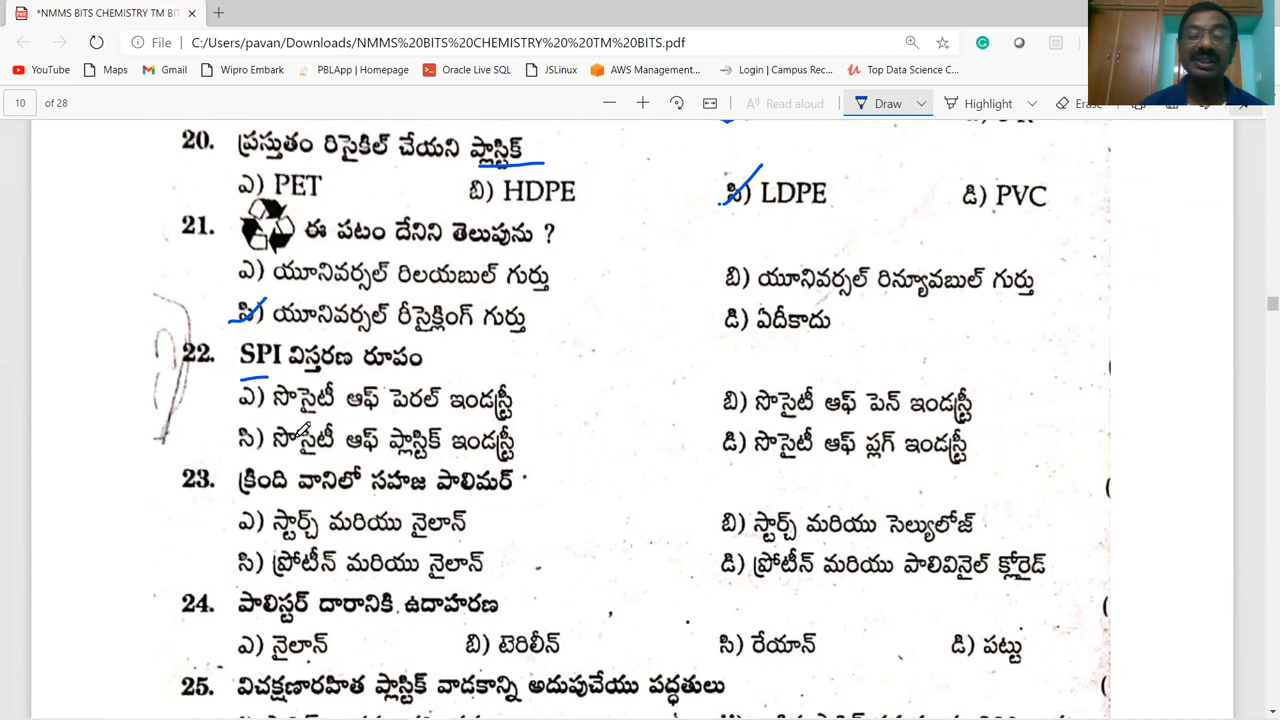 *NMMS BITS CHEMISTRY TM BIT
File C:/Users/pavan/Downloads/NMMS%20BITS%20CHEMISTRY%20%20TM%20BITS.pdf
YouTube Maps Gmail Wipro Embark PBLApp | Homepage Oracle Live SQL JSLinux AWS Management... Login | Campus Rec... Top Data Science C...
10 of 28 Read aloud Draw Highlight Erase
20. ప్రస్తుతం రిసైకిల్ చేయని ప్లాస్టిక్
ఎ) PET బి) HDPE సి) LDPE డి) PVC
21. ఈ పటం దేనిని తెలుపును ?
ఎ) యూనివర్సల్ రిలయబుల్ గుర్తు బి) యూనివర్సల్ రిన్యూవబుల్ గుర్తు
సి) యూనివర్సల్ రీసైక్లింగ్ గుర్తు డి) ఏదీకాదు
22. SPI విస్తరణ రూపం
ఎ) సొసైటీ ఆఫ్ పెరల్ ఇండస్ట్రీ బి) సొసైటీ ఆఫ్ పెన్ ఇండస్ట్రీ
సి) సొసైటీ ఆఫ్ ప్లాస్టిక్ ఇండస్ట్రీ డి) సొసైటీ ఆఫ్ ప్లగ్ ఇండస్ట్రీ
23. క్రింది వానిలో సహజ పాలిమర్
ఎ) స్టార్చ్ మరియు నైలాన్ బి) స్టార్చ్ మరియు సెల్యులోజ్
సి) ప్రోటీన్ మరియు నైలాన్ డి) ప్రోటీన్ మరియు పాలివినైల్ క్లోరైడ్
24. పాలిస్టర్ దారానికి ఉదాహరణ
ఎ) నైలాన్ బి) టెరిలీన్ సి) రేయాన్ డి) పట్టు
25. విచక్షణారహిత ప్లాస్టిక్ వాడకాన్ని అదుపుచేయు పద్ధతులు